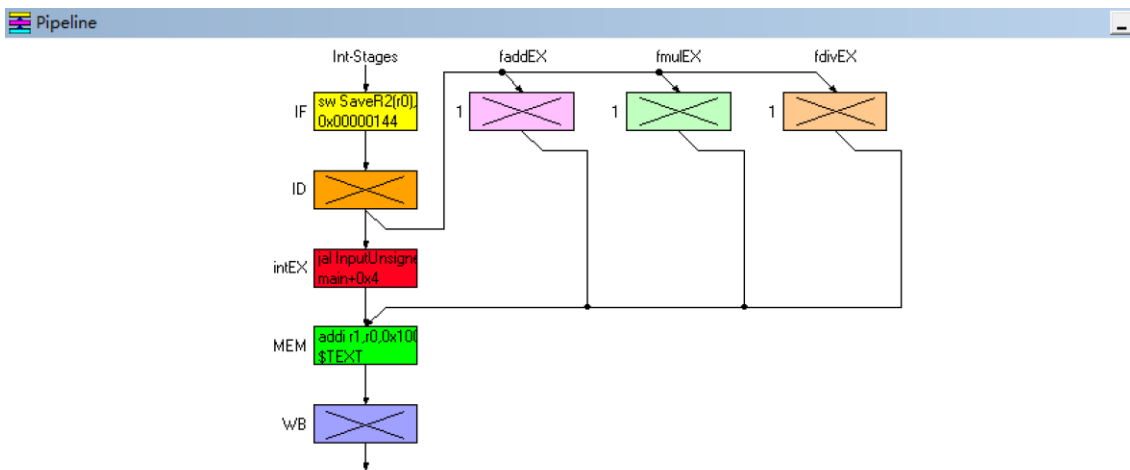 Pipeline
Int-Stages
faddEX
fmulEX
fdivEX
IF
sw SaveR2(r0),
0x00000144
1
1
1
ID
intEX
jal InputUnsigne
main+0x4
MEM
addi r1,r0,0x100
$TEXT
WB